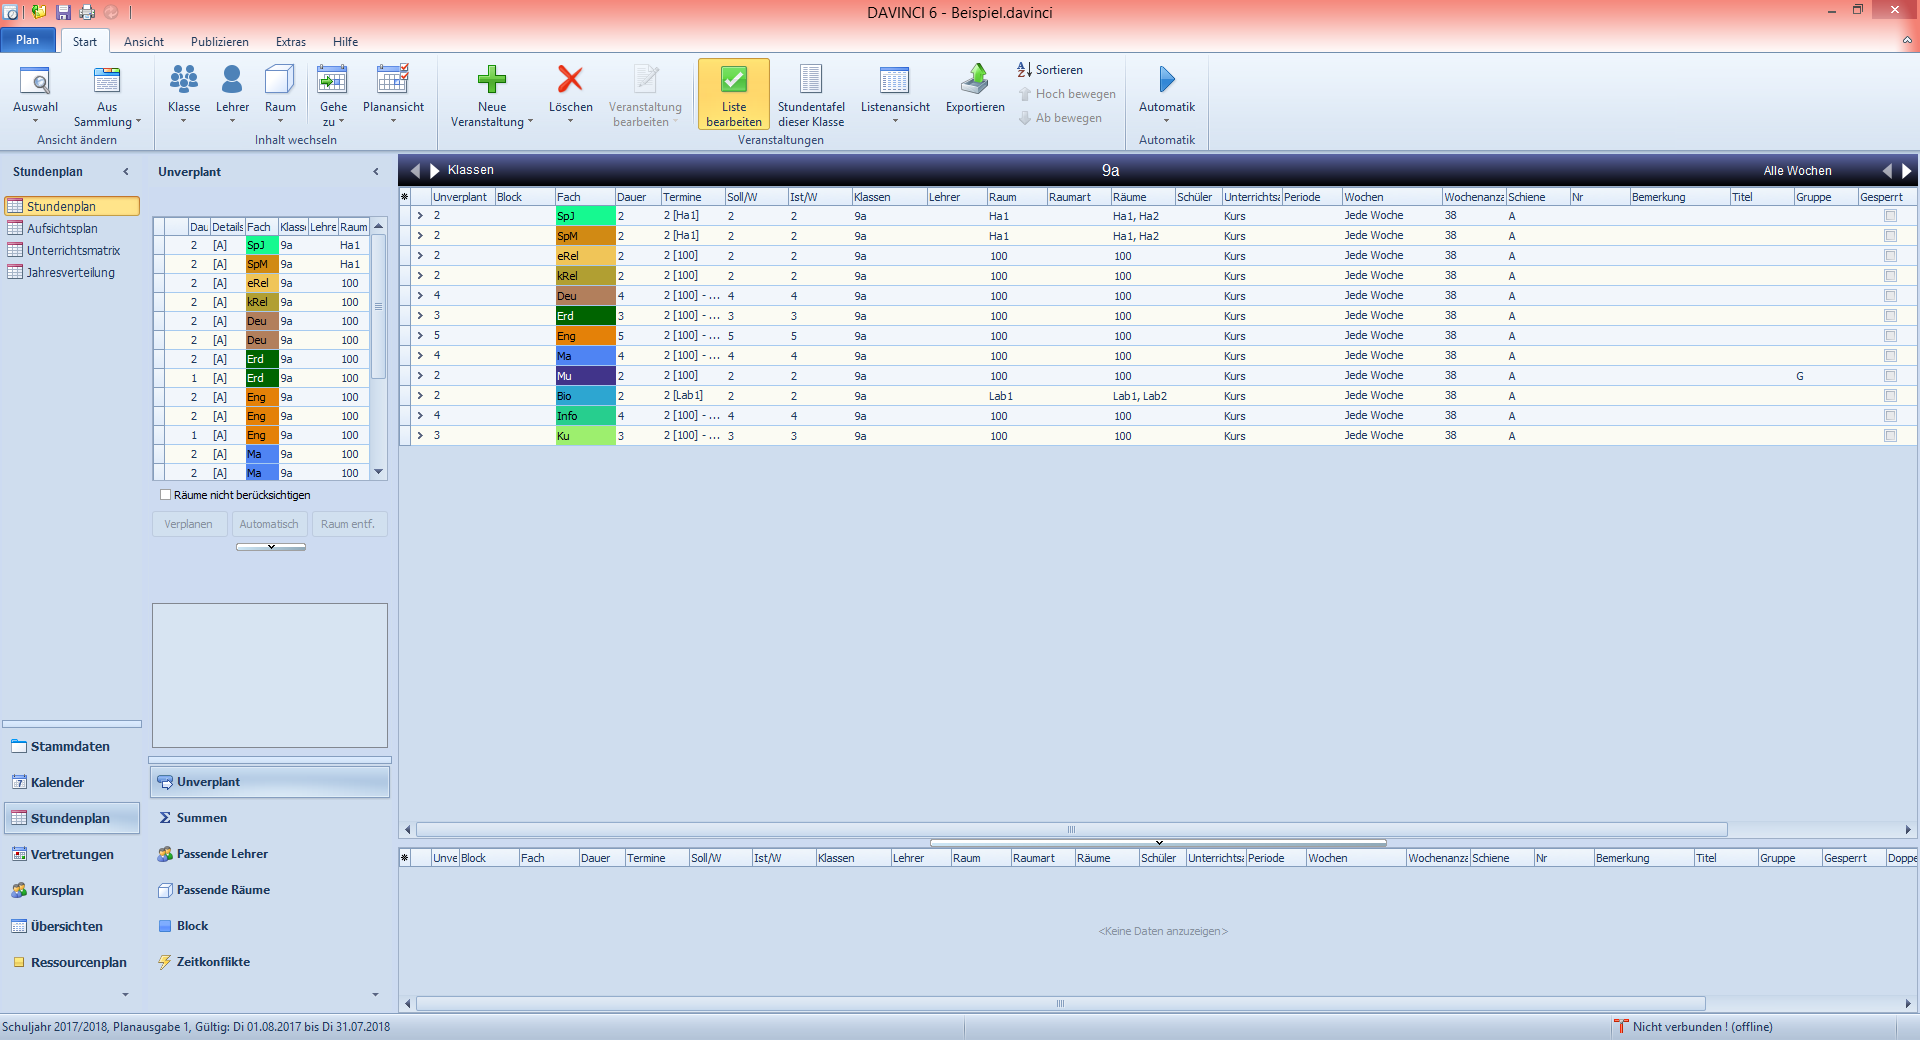 DAVINCI 6 - Beispiel.davinci
Plan Start Ansicht Publizieren Extras Hilfe
Auswahl
Aus Sammlung
Ansicht ändern
Klasse Lehrer Raum
Gehe zu
Planansicht
Inhalt wechseln
Neue Veranstaltung
Löschen
Veranstaltung bearbeiten
Liste bearbeiten
Stundentafel dieser Klasse
Listenansicht
Exportieren
Sortieren
Hoch bewegen
Ab bewegen
Veranstaltungen
Automatik
Automatik
Stundenplan
Stundenplan
Aufsichtsplan
Unterrichtsmatrix
Jahresverteilung
Stammdaten
Kalender
Stundenplan
Vertretungen
Kursplan
Übersichten
Ressourcenplan
Unverplant
Dau Details Fach Klasse Lehre Raum
2 [A] SpJ 9a Ha1
2 [A] SpM 9a Ha1
2 [A] eRel 9a 100
2 [A] kRel 9a 100
2 [A] Deu 9a 100
2 [A] Deu 9a 100
2 [A] Erd 9a 100
1 [A] Erd 9a 100
2 [A] Eng 9a 100
2 [A] Eng 9a 100
1 [A] Eng 9a 100
2 [A] Ma 9a 100
2 [A] Ma 9a 100
Räume nicht berücksichtigen
Verplanen Automatisch Raum entf.
Unverplant
Summen
Passende Lehrer
Passende Räume
Block
Zeitkonflikte
Klassen 9a Alle Wochen
Unverplant Block Fach Dauer Termine Soll/W Ist/W Klassen Lehrer Raum Raumart Räume Schüler Unterrichts Periode Wochen Wochenanza Schiene Nr Bemerkung Titel Gruppe Gesperrt
2 SpJ 2 2 [Ha1] 2 2 9a Ha1 Ha1, Ha2 Kurs Jede Woche 38 A
2 SpM 2 2 [Ha1] 2 2 9a Ha1 Ha1, Ha2 Kurs Jede Woche 38 A
2 eRel 2 2 [100] 2 2 9a 100 100 Kurs Jede Woche 38 A
2 kRel 2 2 [100] 2 2 9a 100 100 Kurs Jede Woche 38 A
4 Deu 4 2 [100] - ... 4 4 9a 100 100 Kurs Jede Woche 38 A
3 Erd 3 2 [100] - ... 3 3 9a 100 100 Kurs Jede Woche 38 A
5 Eng 5 2 [100] - ... 5 5 9a 100 100 Kurs Jede Woche 38 A
4 Ma 4 2 [100] - ... 4 4 9a 100 100 Kurs Jede Woche 38 A
2 Mu 2 2 [100] 2 2 9a 100 100 Kurs Jede Woche 38 A G
2 Bio 2 2 [Lab1] 2 2 9a Lab1 Lab1, Lab2 Kurs Jede Woche 38 A
4 Info 4 2 [100] - ... 4 4 9a 100 100 Kurs Jede Woche 38 A
3 Ku 3 2 [100] - ... 3 3 9a 100 100 Kurs Jede Woche 38 A
Unve Block Fach Dauer Termine Soll/W Ist/W Klassen Lehrer Raum Raumart Räume Schüler Unterrichts Periode Wochen Wochenanza Schiene Nr Bemerkung Titel Gruppe Gesperrt Doppe
<Keine Daten anzuzeigen>
Schuljahr 2017/2018, Planausgabe 1, Gültig: Di 01.08.2017 bis Di 31.07.2018
Nicht verbunden ! (offline)